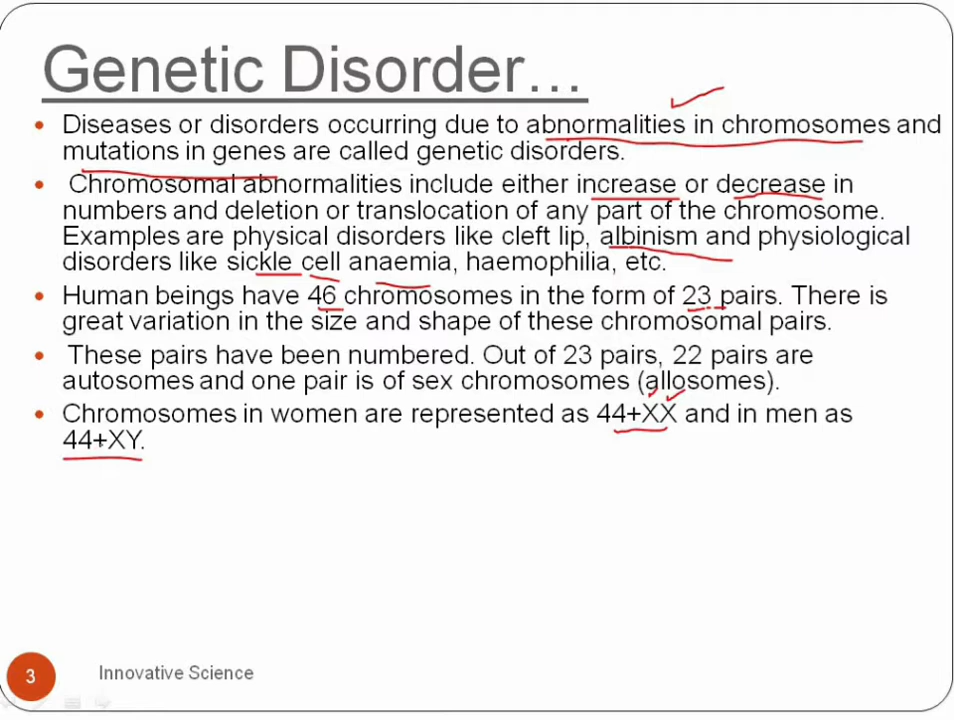 Genetic Disorder…
• Diseases or disorders occurring due to abnormalities in chromosomes and
mutations in genes are called genetic disorders.
• Chromosomal abnormalities include either increase or decrease in
numbers and deletion or translocation of any part of the chromosome.
Examples are physical disorders like cleft lip, albinism and physiological
disorders like sickle cell anaemia, haemophilia, etc.
• Human beings have 46 chromosomes in the form of 23 pairs. There is
great variation in the size and shape of these chromosomal pairs.
• These pairs have been numbered. Out of 23 pairs, 22 pairs are
autosomes and one pair is of sex chromosomes (allosomes).
• Chromosomes in women are represented as 44+XX and in men as
44+XY.
3 Innovative Science